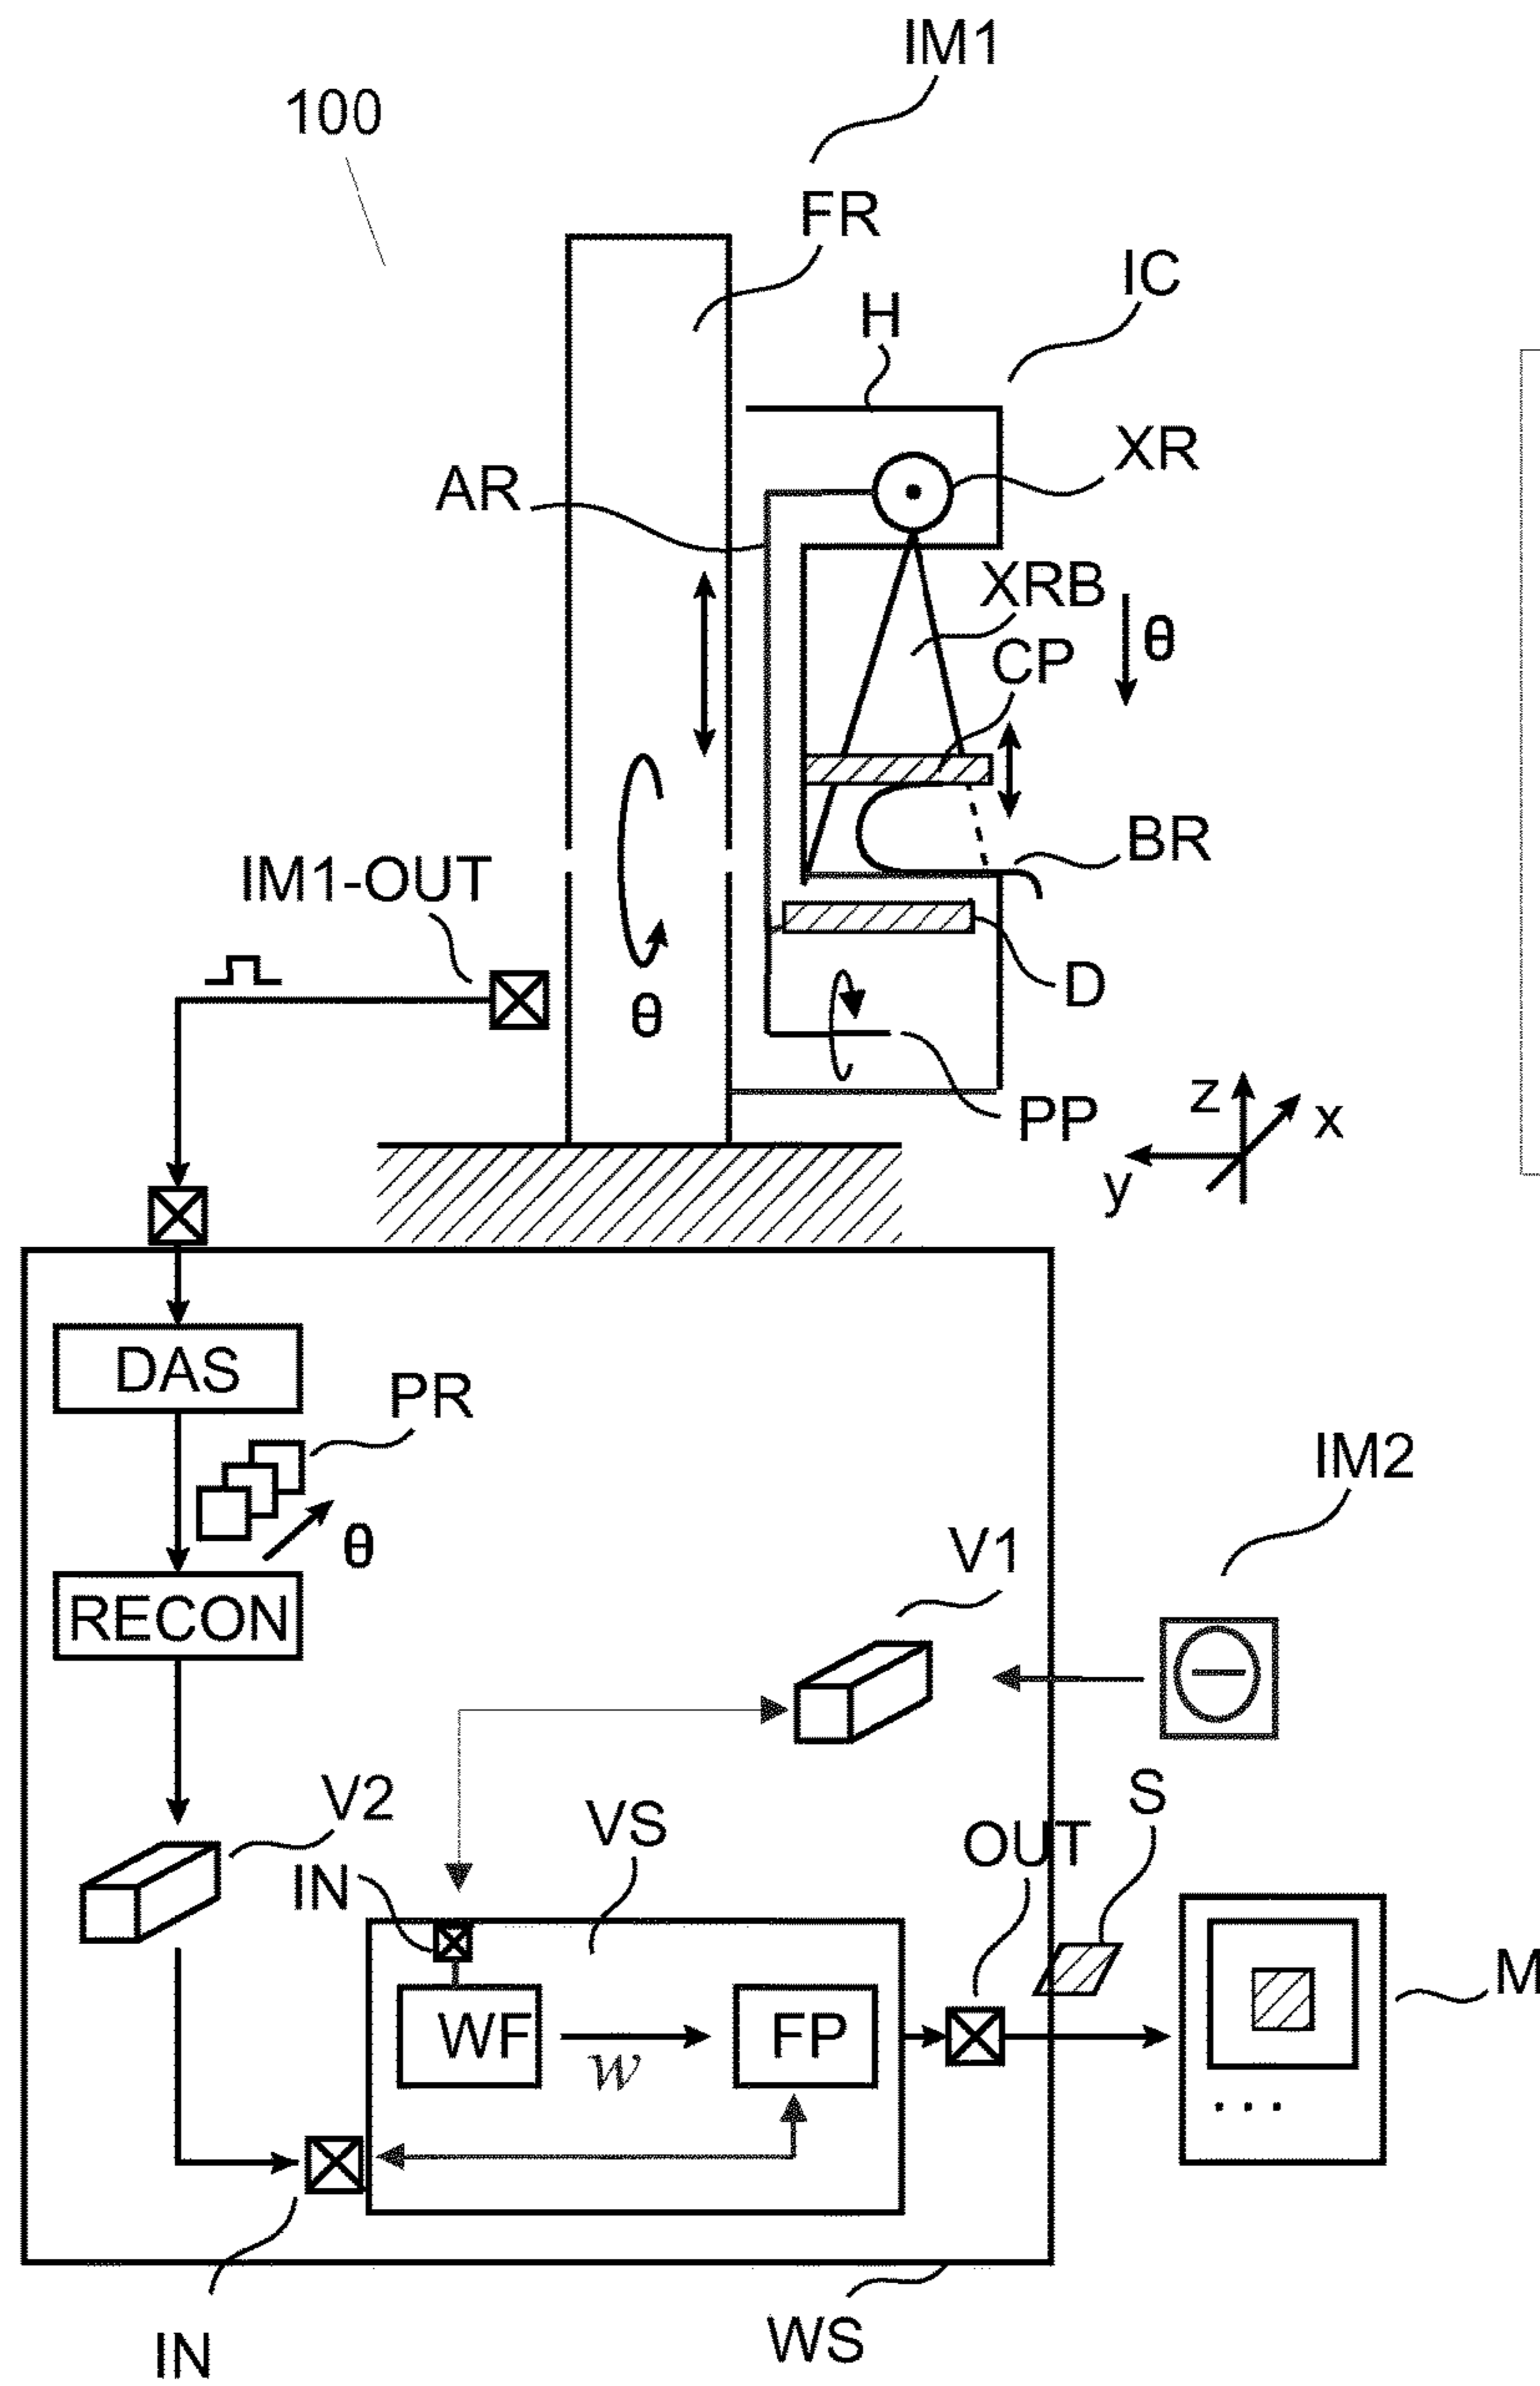 IM1
100
FR
IC
H
XR
AR
XRB
θ
CP
BR
IM1-OUT
D
θ
z
x
PP
y
DAS
PR
IM2
θ
V1
RECON
V2
S
VS
OUT
IN
M
WF
FP
w
...
WS
IN